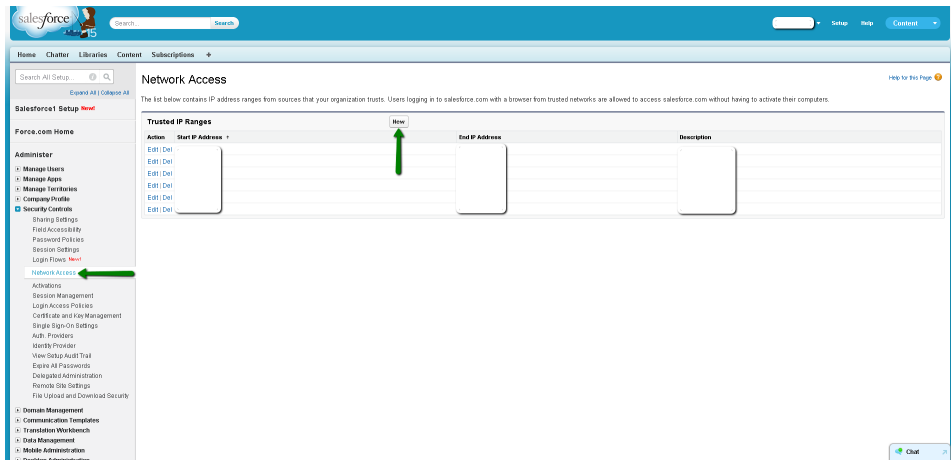 salesforce
15
Search...
Search
Setup
Help
Content
Home Chatter Libraries Content Subscriptions +
Search All Setup...
Expand All | Collapse All
Salesforce1 Setup New!
Force.com Home
Administer
Manage Users
Manage Apps
Manage Territories
Company Profile
Security Controls
Sharing Settings
Field Accessibility
Password Policies
Session Settings
Login Flows New!
Network Access
Activations
Session Management
Login Access Policies
Certificate and Key Management
Single Sign-On Settings
Auth. Providers
Identity Provider
View Setup Audit Trail
Expire All Passwords
Delegated Administration
Remote Site Settings
File Upload and Download Security
Domain Management
Communication Templates
Translation Workbench
Data Management
Mobile Administration
Network Access
Help for this Page
The list below contains IP address ranges from sources that your organization trusts. Users logging in to salesforce.com with a browser from trusted networks are allowed to access salesforce.com without having to activate their computers.
Trusted IP Ranges
New
Action Start IP Address End IP Address Description
Edit | Del
Edit | Del
Edit | Del
Edit | Del
Edit | Del
Edit | Del
Chat